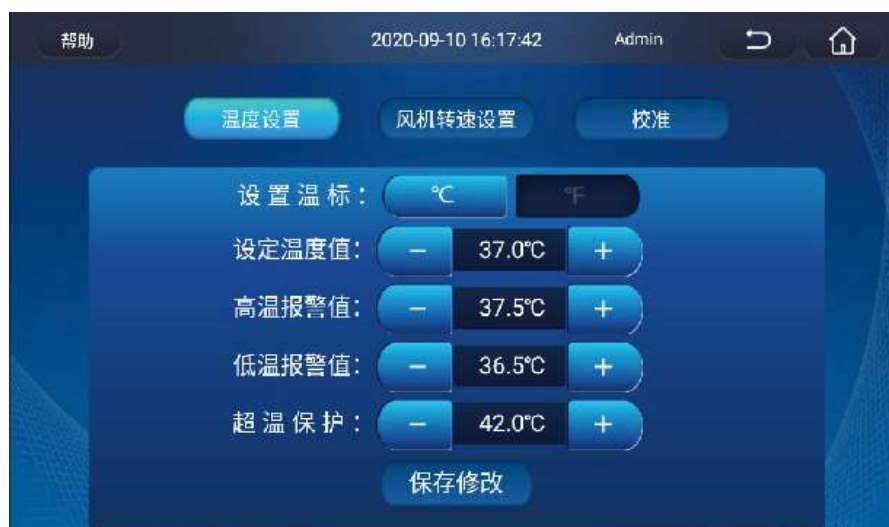 帮助 2020-09-10 16:17:42 Admin
温度设置 风机转速设置 校准
设置温标： ℃ ℉
设定温度值： − 37.0℃ +
高温报警值： − 37.5℃ +
低温报警值： − 36.5℃ +
超温保护： − 42.0℃ +
保存修改